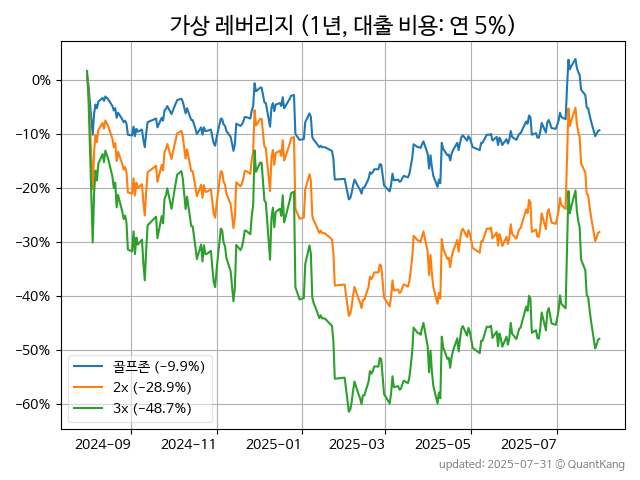 가상 레버리지 (1년, 대출 비용: 연 5%)
0%
−10%
−20%
−30%
−40%
−50%
−60%
골프존 (-9.9%)
2x (-28.9%)
3x (-48.7%)
2024-09
2024-11
2025-01
2025-03
2025-05
2025-07
updated: 2025-07-31 © QuantKang